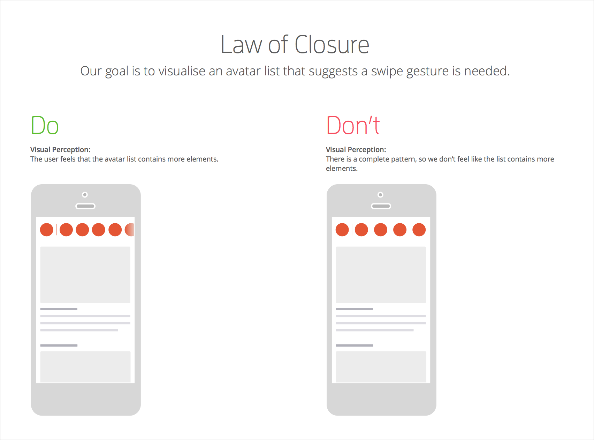 Law of Closure
Our goal is to visualise an avatar list that suggests a swipe gesture is needed.
Do
Visual Perception:
The user feels that the avatar list contains more elements.
Don't
Visual Perception:
There is a complete pattern, so we don't feel like the list contains more
elements.